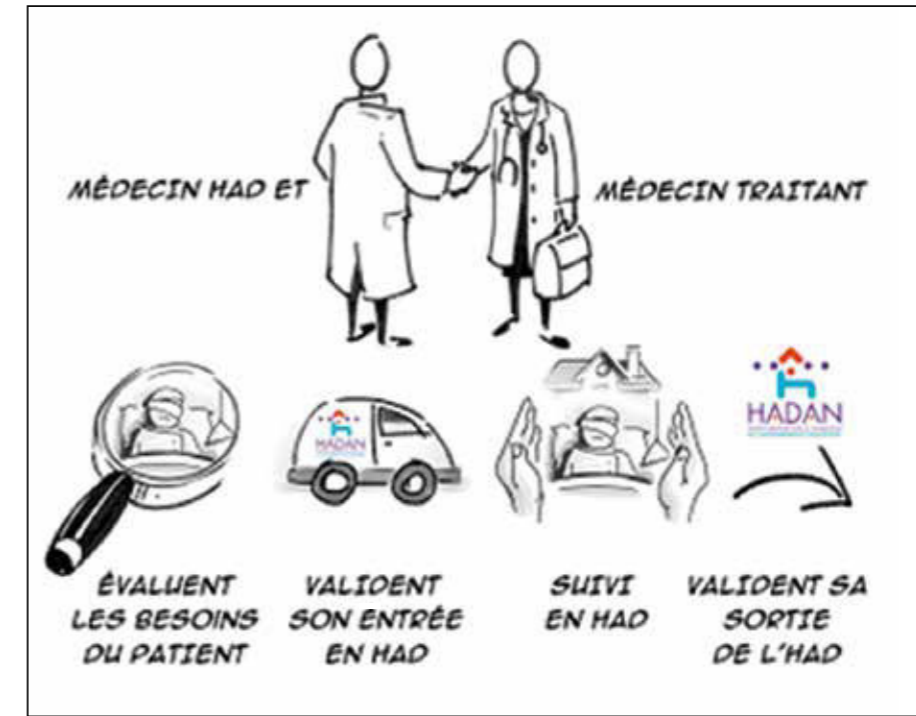 MÉDECIN HAD ET
MÉDECIN TRAITANT
HADAN
HADAN
ÉVALUENT
LES BESOINS
DU PATIENT
VALIDENT
SON ENTRÉE
EN HAD
SUIVI
EN HAD
VALIDENT SA
SORTIE
DE L'HAD